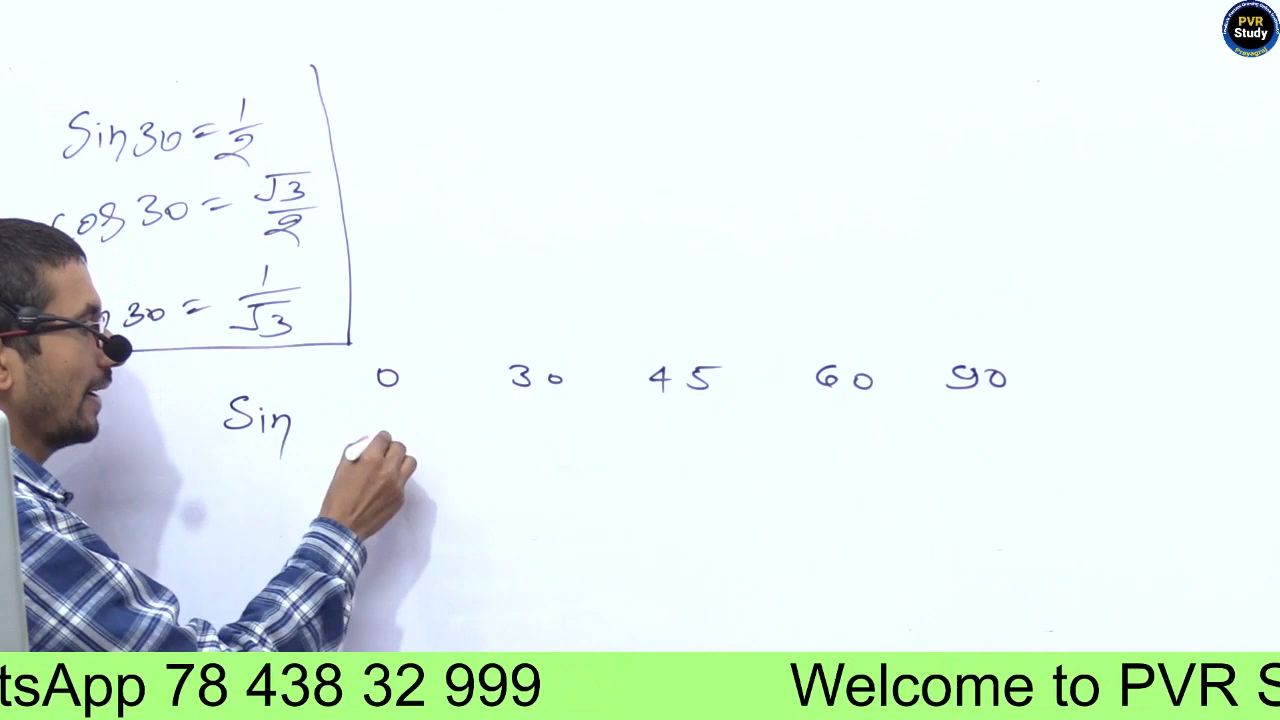 PVR
Study
Prayagraj
Sin 30 = 1/2
cos 30 = √3/2
30 = 1/√3
0 30 45 60 90
Sin
tsApp 78 438 32 999 Welcome to PVR S